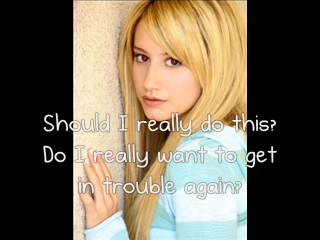 Should I really do this?
Do I really want to get
in trouble again?